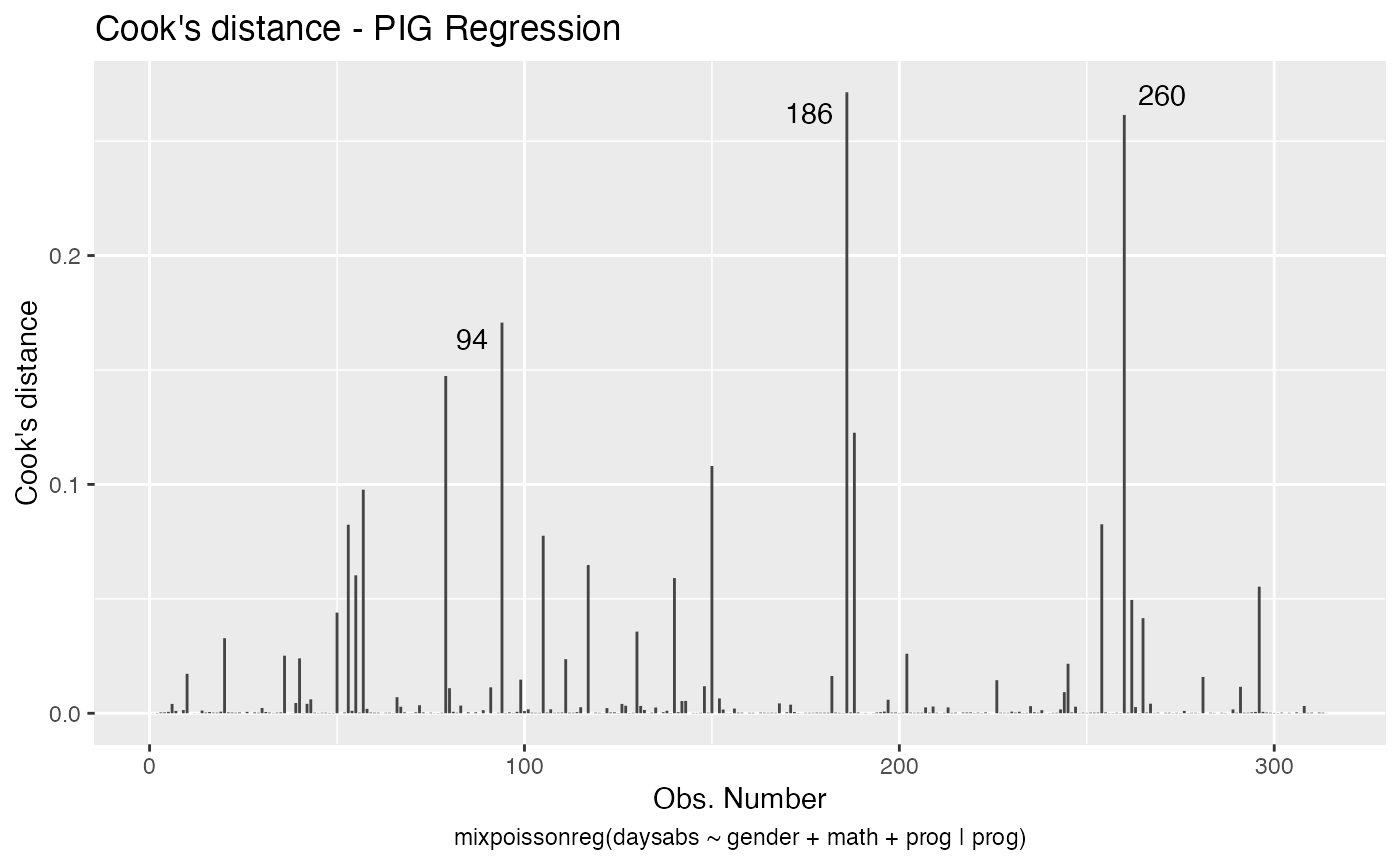 Cook's distance - PIG Regression
260
186
94
Cook's distance
0.2
0.1
0.0
0 100 200 300
Obs. Number
mixpoissonreg(daysabs ~ gender + math + prog | prog)